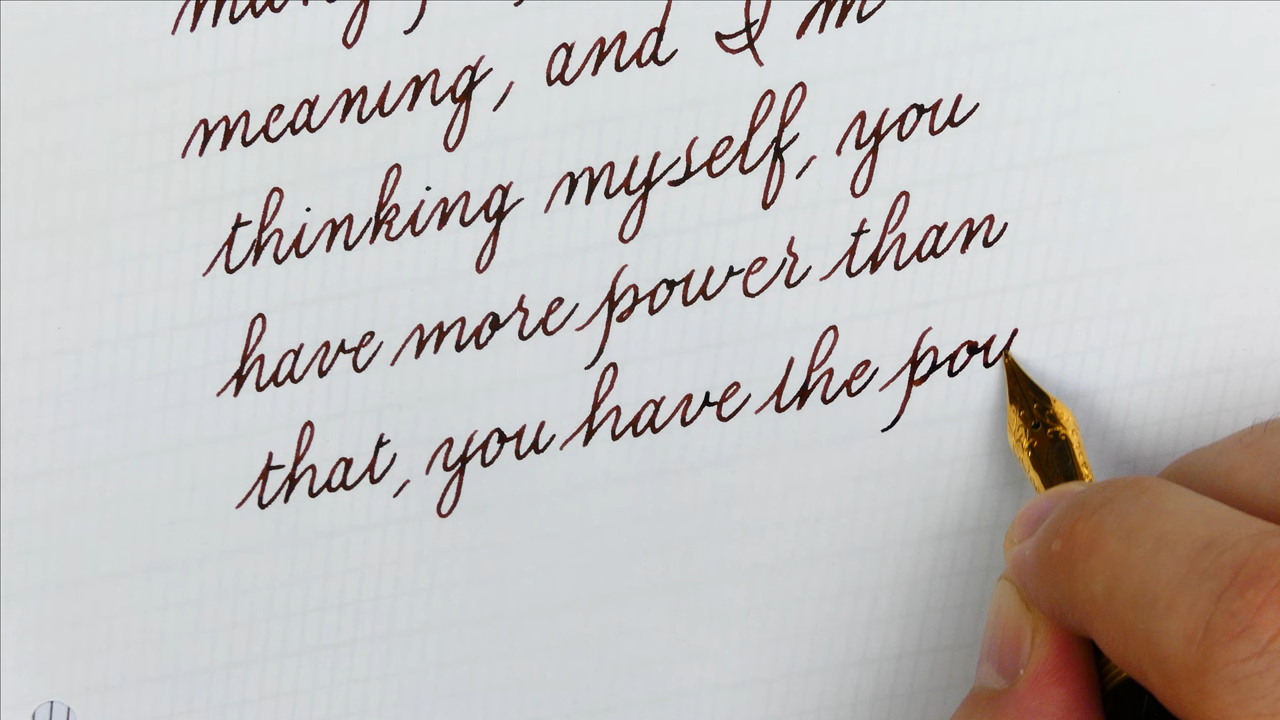 meaning, and I'm
thinking myself, you
have more power than
that, you have the pou